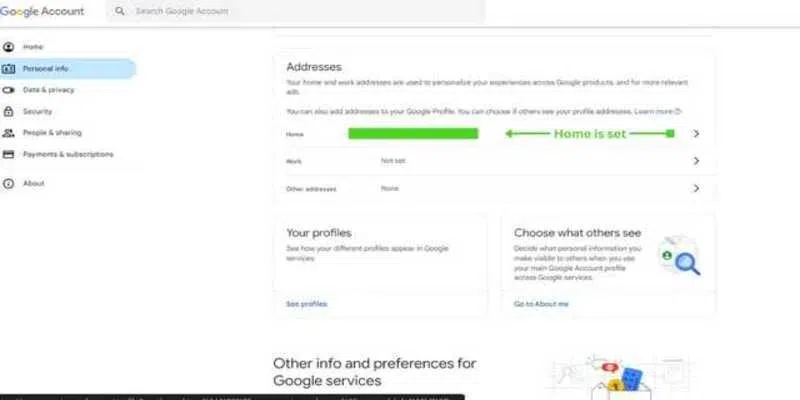 Google Account
Search Google Account
Home
Personal info
Data & privacy
Security
People & sharing
Payments & subscriptions
About
Addresses
Your home and work addresses are used to personalize your experiences across Google products, and for more relevant
ads.
You can also add addresses to your Google Profile. You can choose if others see your profile addresses. Learn more
Home
Home is set
Work
Not set
Other addresses
None
Your profiles
See how your different profiles appear in Google
services
See profiles
Choose what others see
Decide what personal information you
make visible to others when you use
your main Google Account profile
across Google services.
Go to About me
Other info and preferences for
Google services